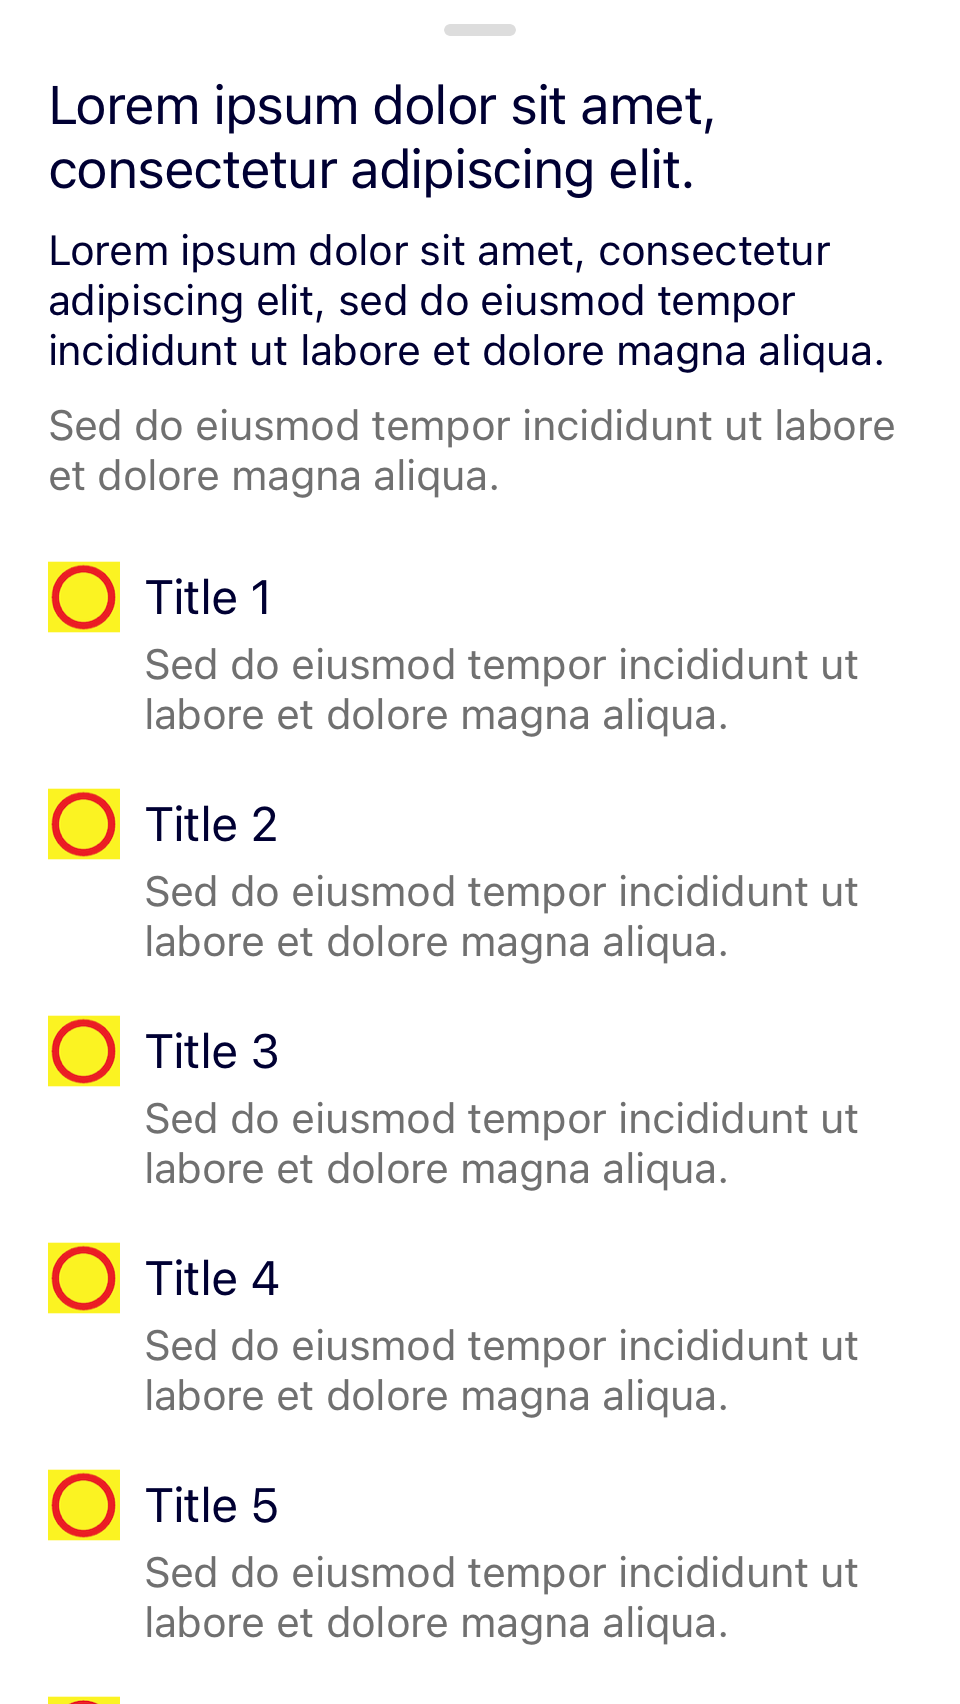 Lorem ipsum dolor sit amet,
consectetur adipiscing elit.
Lorem ipsum dolor sit amet, consectetur
adipiscing elit, sed do eiusmod tempor
incididunt ut labore et dolore magna aliqua.
Sed do eiusmod tempor incididunt ut labore
et dolore magna aliqua.
Title 1
Sed do eiusmod tempor incididunt ut
labore et dolore magna aliqua.
Title 2
Sed do eiusmod tempor incididunt ut
labore et dolore magna aliqua.
Title 3
Sed do eiusmod tempor incididunt ut
labore et dolore magna aliqua.
Title 4
Sed do eiusmod tempor incididunt ut
labore et dolore magna aliqua.
Title 5
Sed do eiusmod tempor incididunt ut
labore et dolore magna aliqua.